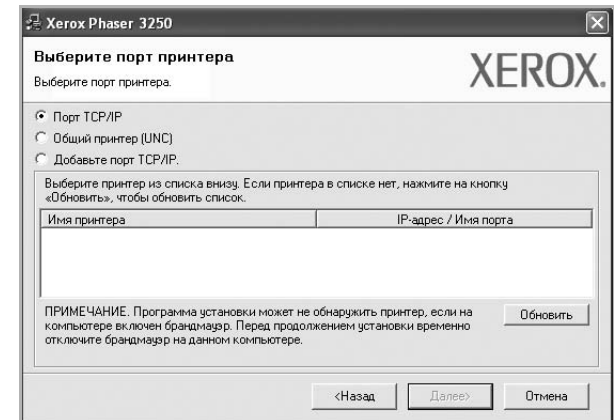 Xerox Phaser 3250
Выберите порт принтера
Выберите порт принтера.
XEROX.
Порт TCP/IP
Общий принтер (UNC)
Добавьте порт TCP/IP.
Выберите принтер из списка внизу. Если принтера в списке нет, нажмите на кнопку
«Обновить», чтобы обновить список.
Имя принтера IP-адрес / Имя порта
ПРИМЕЧАНИЕ. Программа установки может не обнаружить принтер, если на
компьютере включен брандмауэр. Перед продолжением установки временно
отключите брандмауэр на данном компьютере.
Обновить
<Назад Далее> Отмена